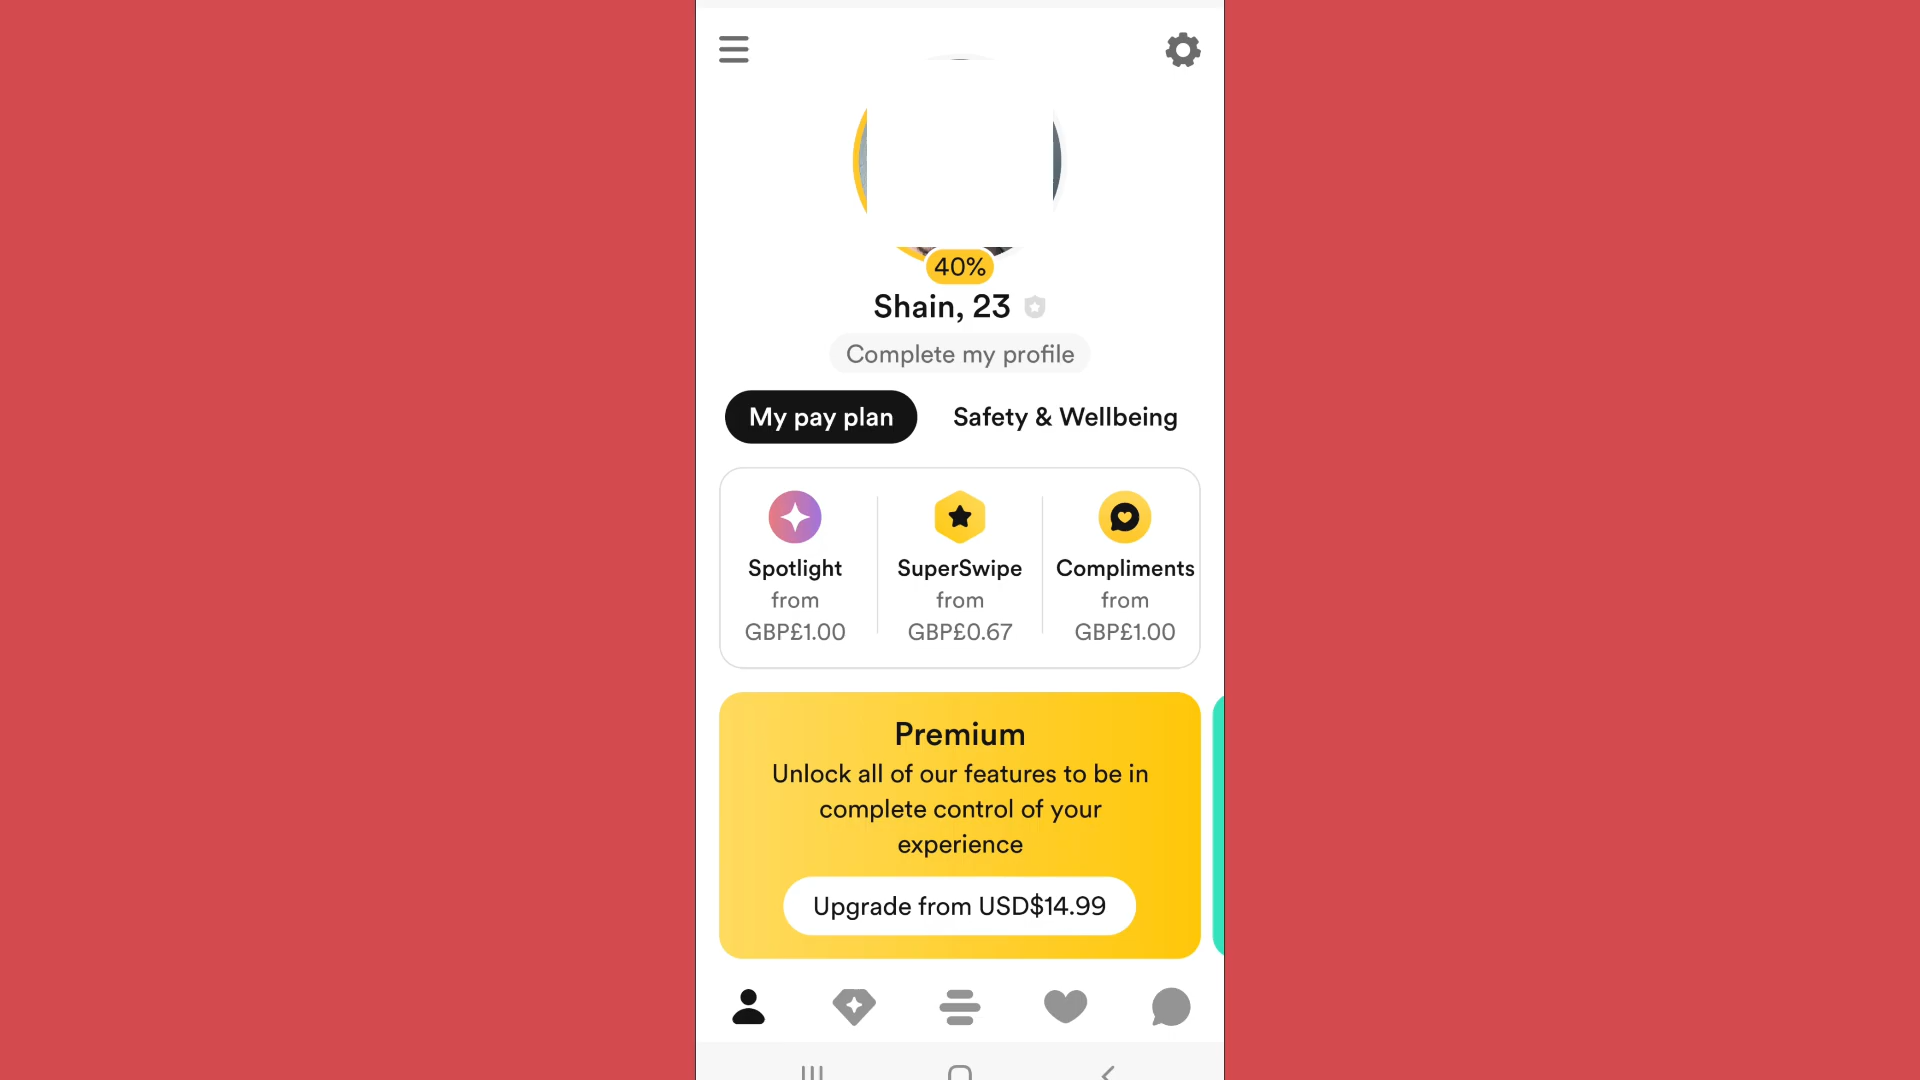 40%
Shain, 23
Complete my profile
My pay plan
Safety & Wellbeing
Spotlight
from
GBP£1.00
SuperSwipe
from
GBP£0.67
Compliments
from
GBP£1.00
Premium
Unlock all of our features to be in
complete control of your
experience
Upgrade from USD$14.99